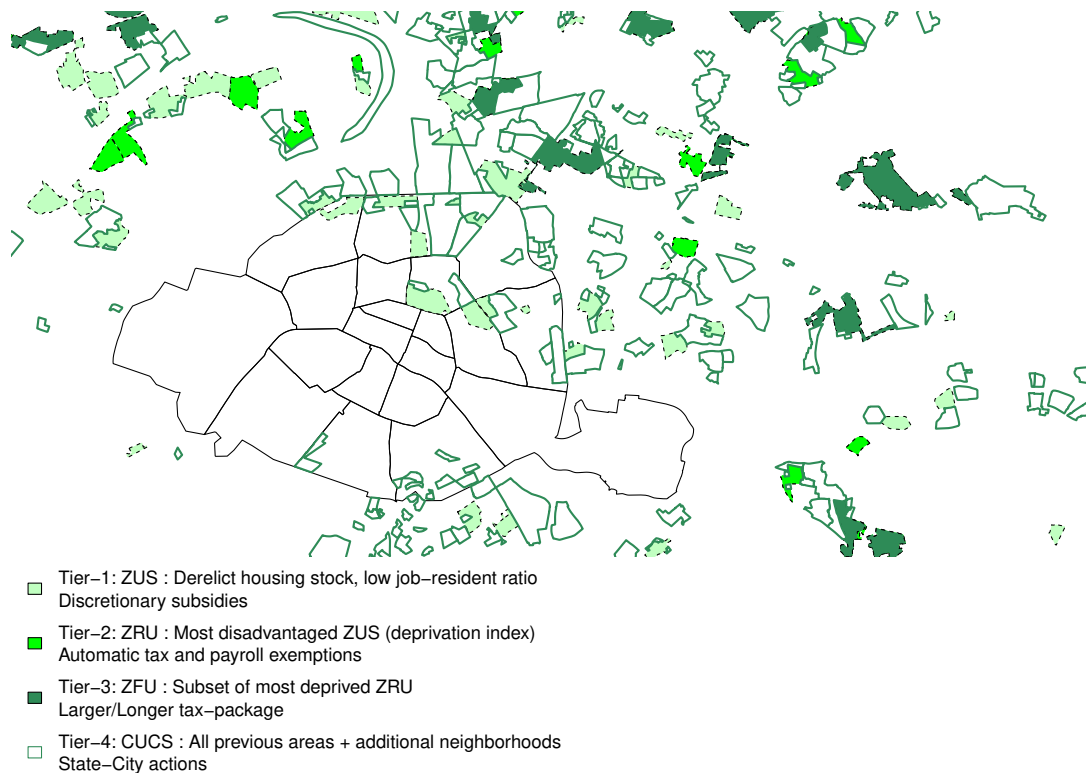 Tier−1: ZUS : Derelict housing stock, low job−resident ratio
Discretionary subsidies
Tier−2: ZRU : Most disadvantaged ZUS (deprivation index)
Automatic tax and payroll exemptions
Tier−3: ZFU : Subset of most deprived ZRU
Larger/Longer tax−package
Tier−4: CUCS : All previous areas + additional neighborhoods
State−City actions